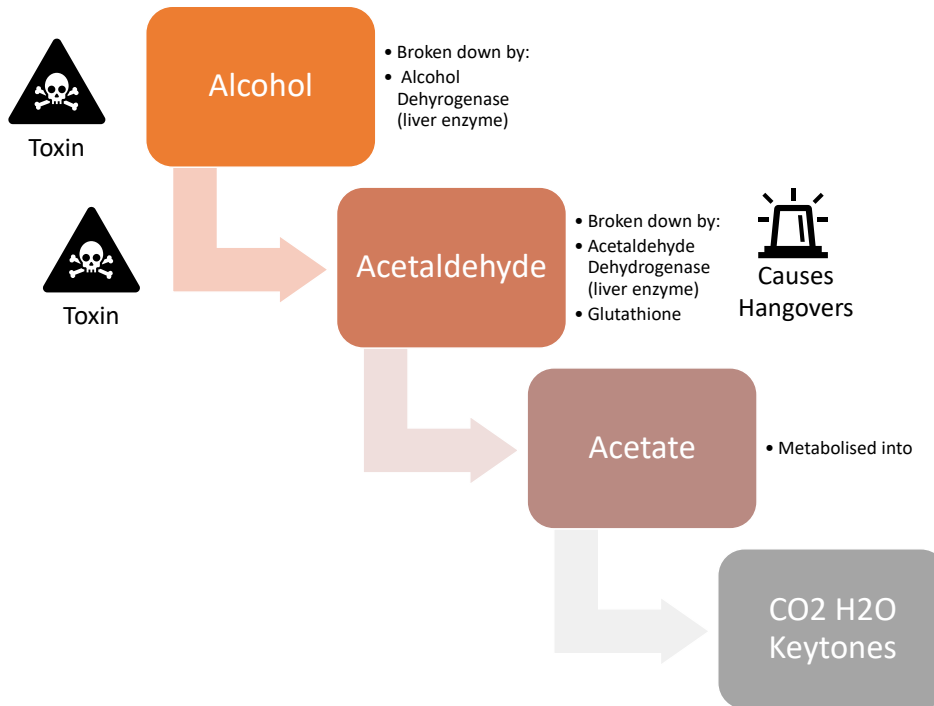 Toxin
Alcohol
• Broken down by:
• Alcohol
Dehyrogenase
(liver enzyme)
Toxin
Acetaldehyde
• Broken down by:
• Acetaldehyde
Dehydrogenase
(liver enzyme)
• Glutathione
Causes
Hangovers
Acetate
• Metabolised into
CO2 H2O
Keytones